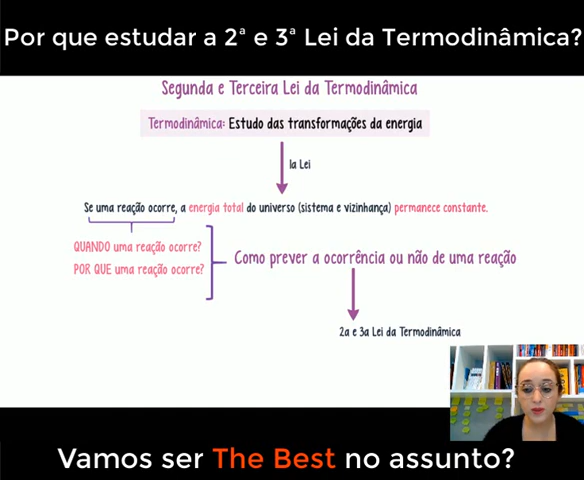 Por que estudar a 2ª e 3ª Lei da Termodinâmica?
Segunda e Terceira Lei da Termodinâmica
Termodinâmica: Estudo das transformações da energia
1a Lei
Se uma reação ocorre, a energia total do universo (sistema e vizinhança) permanece constante.
QUANDO uma reação ocorre?
POR QUE uma reação ocorre?
Como prever a ocorrência ou não de uma reação
2a e 3a Lei da Termodinâmica
Vamos ser The Best no assunto?